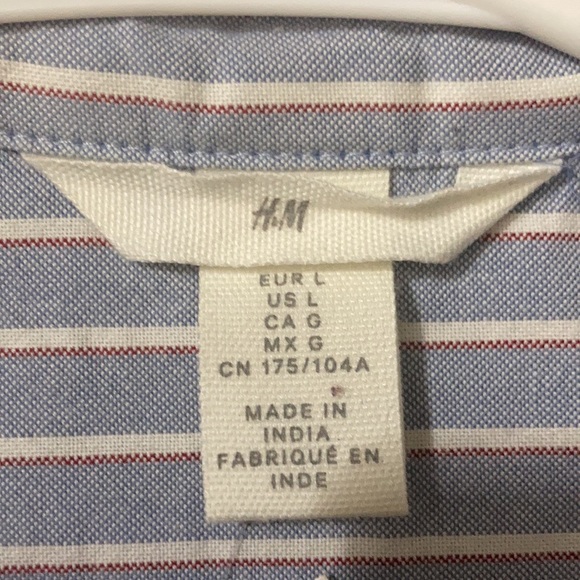 H&M
EUR L
US L
CA G
MX G
CN 175/104A
MADE IN
INDIA
FABRIQUÉ EN
INDE